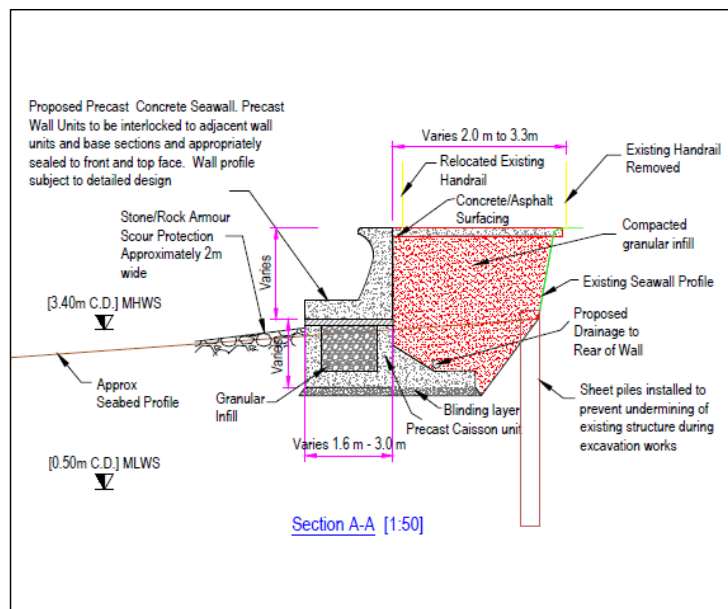 Proposed Precast Concrete Seawall. Precast
Wall Units to be interlocked to adjacent wall
units and base sections and appropriately
sealed to front and top face. Wall profile
subject to detailed design
Varies 2.0 m to 3.3m
Relocated Existing
Handrail
Existing Handrail
Removed
Concrete/Asphalt
Surfacing
Stone/Rock Armour
Scour Protection
Approximately 2m
wide
Compacted
granular infill
Varies
Existing Seawall Profile
[3.40m C.D.] MHWS
Proposed
Drainage to
Rear of Wall
Varies
Approx
Seabed Profile
Granular
Infill
Blinding layer
Precast Caisson unit
Sheet piles installed to
prevent undermining of
existing structure during
excavation works
Varies 1.6 m - 3.0 m
[0.50m C.D.] MLWS
Section A-A [1:50]